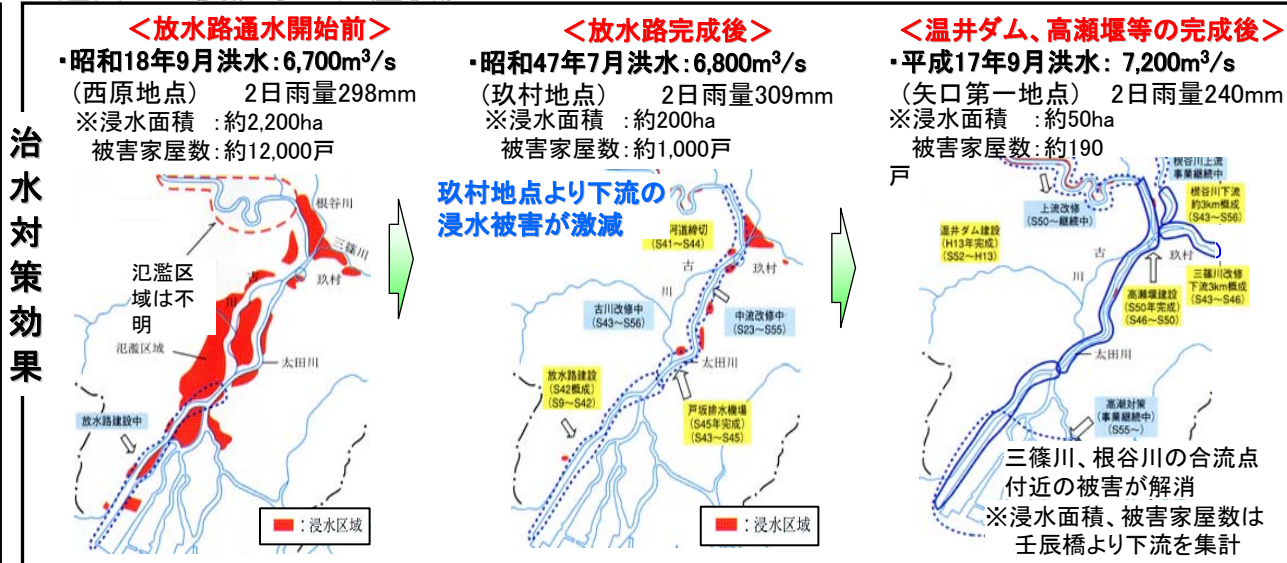 治水対策効果
＜放水路通水開始前＞
・昭和18年9月洪水：6,700m³/s
（西原地点）　2日雨量298mm
※浸水面積　：約2,200ha
被害家屋数：約12,000戸
根谷川
三篠川
玖村
古
川
氾濫区
域は不
明
氾濫区域
太田川
放水路建設中
：浸水区域
＜放水路完成後＞
・昭和47年7月洪水：6,800m³/s
（玖村地点）　2日雨量309mm
※浸水面積　：約200ha
被害家屋数：約1,000戸
玖村地点より下流の
浸水被害が激減
河道締切
（S41～S44）
古
川
玖村
古川改修中
（S43～S56）
中流改修中
（S23～S55）
太田川
放水路建設
（S42概成）
（S9～S42）
戸坂排水機場
（S45年完成）
（S43～S45）
：浸水区域
＜温井ダム、高瀬堰等の完成後＞
・平成17年9月洪水：7,200m³/s
（矢口第一地点）　2日雨量240mm
※浸水面積　：約50ha
被害家屋数：約190
戸
根谷川上流
事業継続中
上流改修
（S50～継続中）
根谷川下流
約3km概成
（S43～S56）
温井ダム建設
（H13年完成）
（S52～H13）
古
川
玖村
三篠川改修
下流3km概成
（S43～S46）
高瀬堰建設
（S50年完成）
（S46～S50）
太田川
高潮対策
（事業継続中）
（S55～）
三篠川、根谷川の合流点
付近の被害が解消
※浸水面積、被害家屋数は
壬辰橋より下流を集計